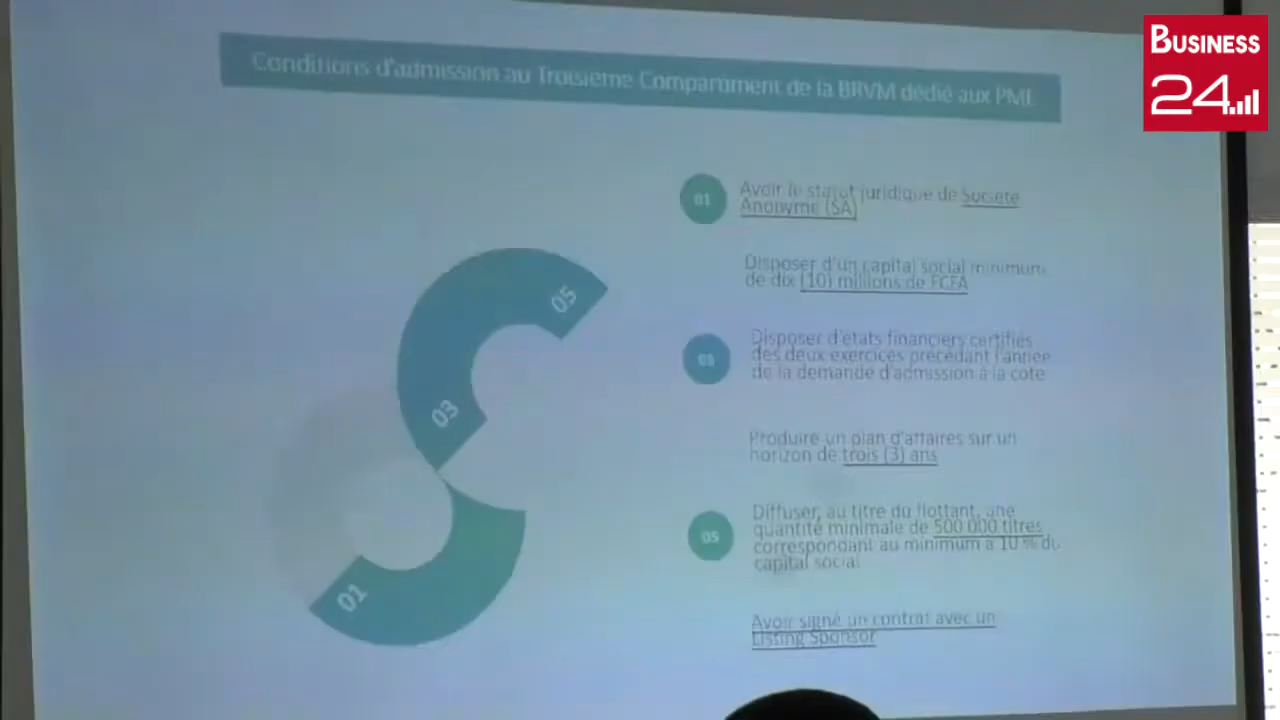 BUSINESS
24
Conditions d'admission au Troisième Compartiment de la BRVM dédié aux PME
01
Avoir le statut juridique de Société
Anonyme (SA)
Disposer d'un capital social minimum
de dix (10) millions de FCFA
03
Disposer d'états financiers certifiés
des deux exercices précédant l'année
de la demande d'admission à la cote
Produire un plan d'affaires sur un
horizon de trois (3) ans
05
Diffuser, au titre du flottant, une
quantité minimale de 500 000 titres
correspondant au minimum à 10 % du
capital social
Avoir signé un contrat avec un
Listing Sponsor
05
03
01